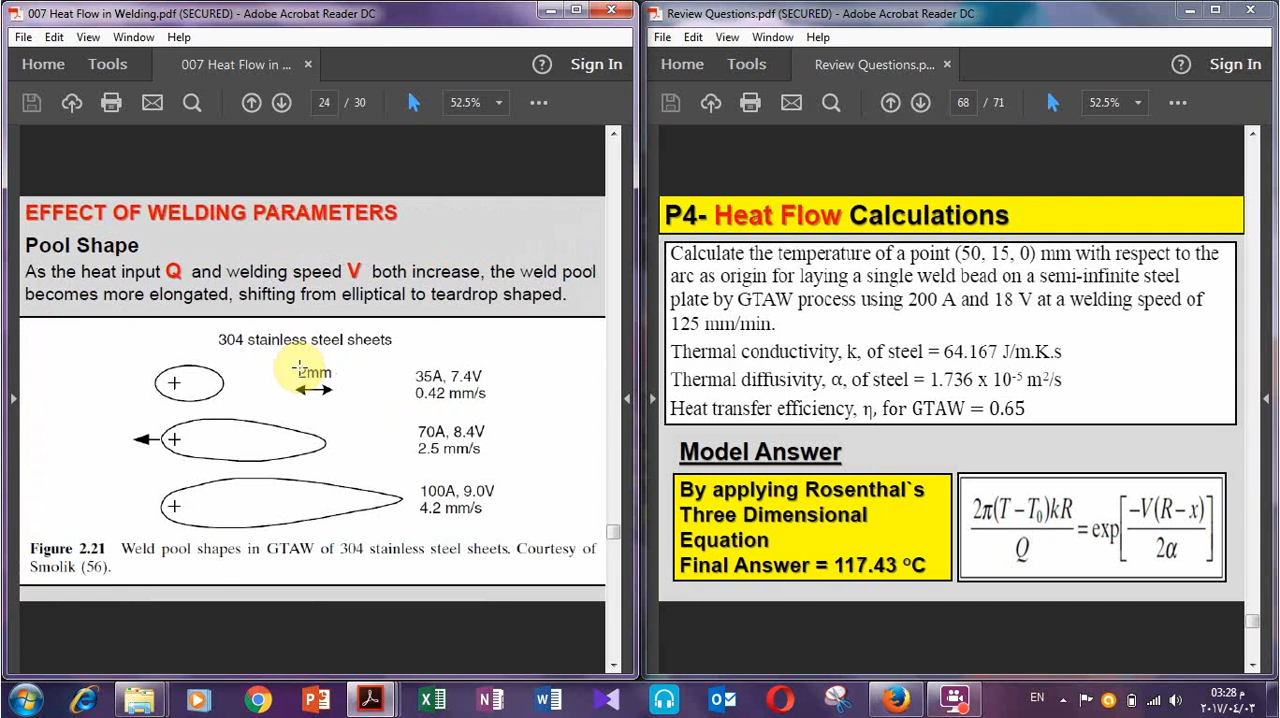 007 Heat Flow in Welding.pdf (SECURED) - Adobe Acrobat Reader DC
File Edit View Window Help
Home Tools 007 Heat Flow in ... × Sign In
24 / 30 52.5%
EFFECT OF WELDING PARAMETERS
Pool Shape
As the heat input Q and welding speed V both increase, the weld pool
becomes more elongated, shifting from elliptical to teardrop shaped.
304 stainless steel sheets
2mm
35A, 7.4V
0.42 mm/s
70A, 8.4V
2.5 mm/s
100A, 9.0V
4.2 mm/s
Figure 2.21 Weld pool shapes in GTAW of 304 stainless steel sheets. Courtesy of
Smolik (56).
Review Questions.pdf (SECURED) - Adobe Acrobat Reader DC
File Edit View Window Help
Home Tools Review Questions.p... × Sign In
68 / 71 52.5%
P4- Heat Flow Calculations
Calculate the temperature of a point (50, 15, 0) mm with respect to the
arc as origin for laying a single weld bead on a semi-infinite steel
plate by GTAW process using 200 A and 18 V at a welding speed of
125 mm/min.
Thermal conductivity, k, of steel = 64.167 J/m.K.s
Thermal diffusivity, α, of steel = 1.736 x 10⁻⁵ m²/s
Heat transfer efficiency, η, for GTAW = 0.65
Model Answer
By applying Rosenthal`s
Three Dimensional
Equation
Final Answer = 117.43 ᵒC
2π(T−T₀)kR / Q = exp[−V(R−x) / 2α]
EN
03:28 م
٢٠١٧/٠٤/٠٣